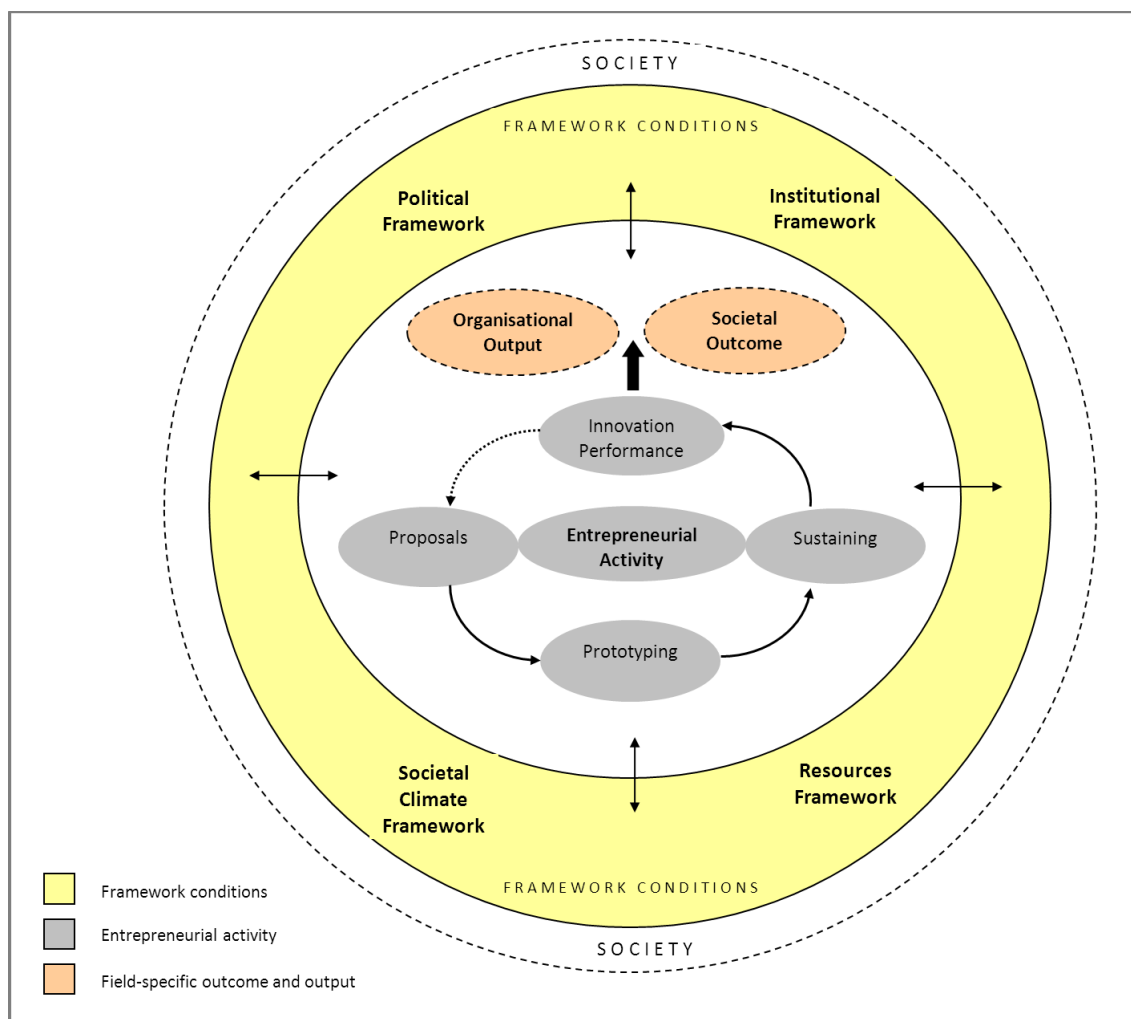 SOCIETY
FRAMEWORK CONDITIONS
Political
Framework
Institutional
Framework
Organisational
Output
Societal
Outcome
Innovation
Performance
Proposals
Entrepreneurial
Activity
Sustaining
Prototyping
Societal
Climate
Framework
Resources
Framework
FRAMEWORK CONDITIONS
SOCIETY
Framework conditions
Entrepreneurial activity
Field-specific outcome and output